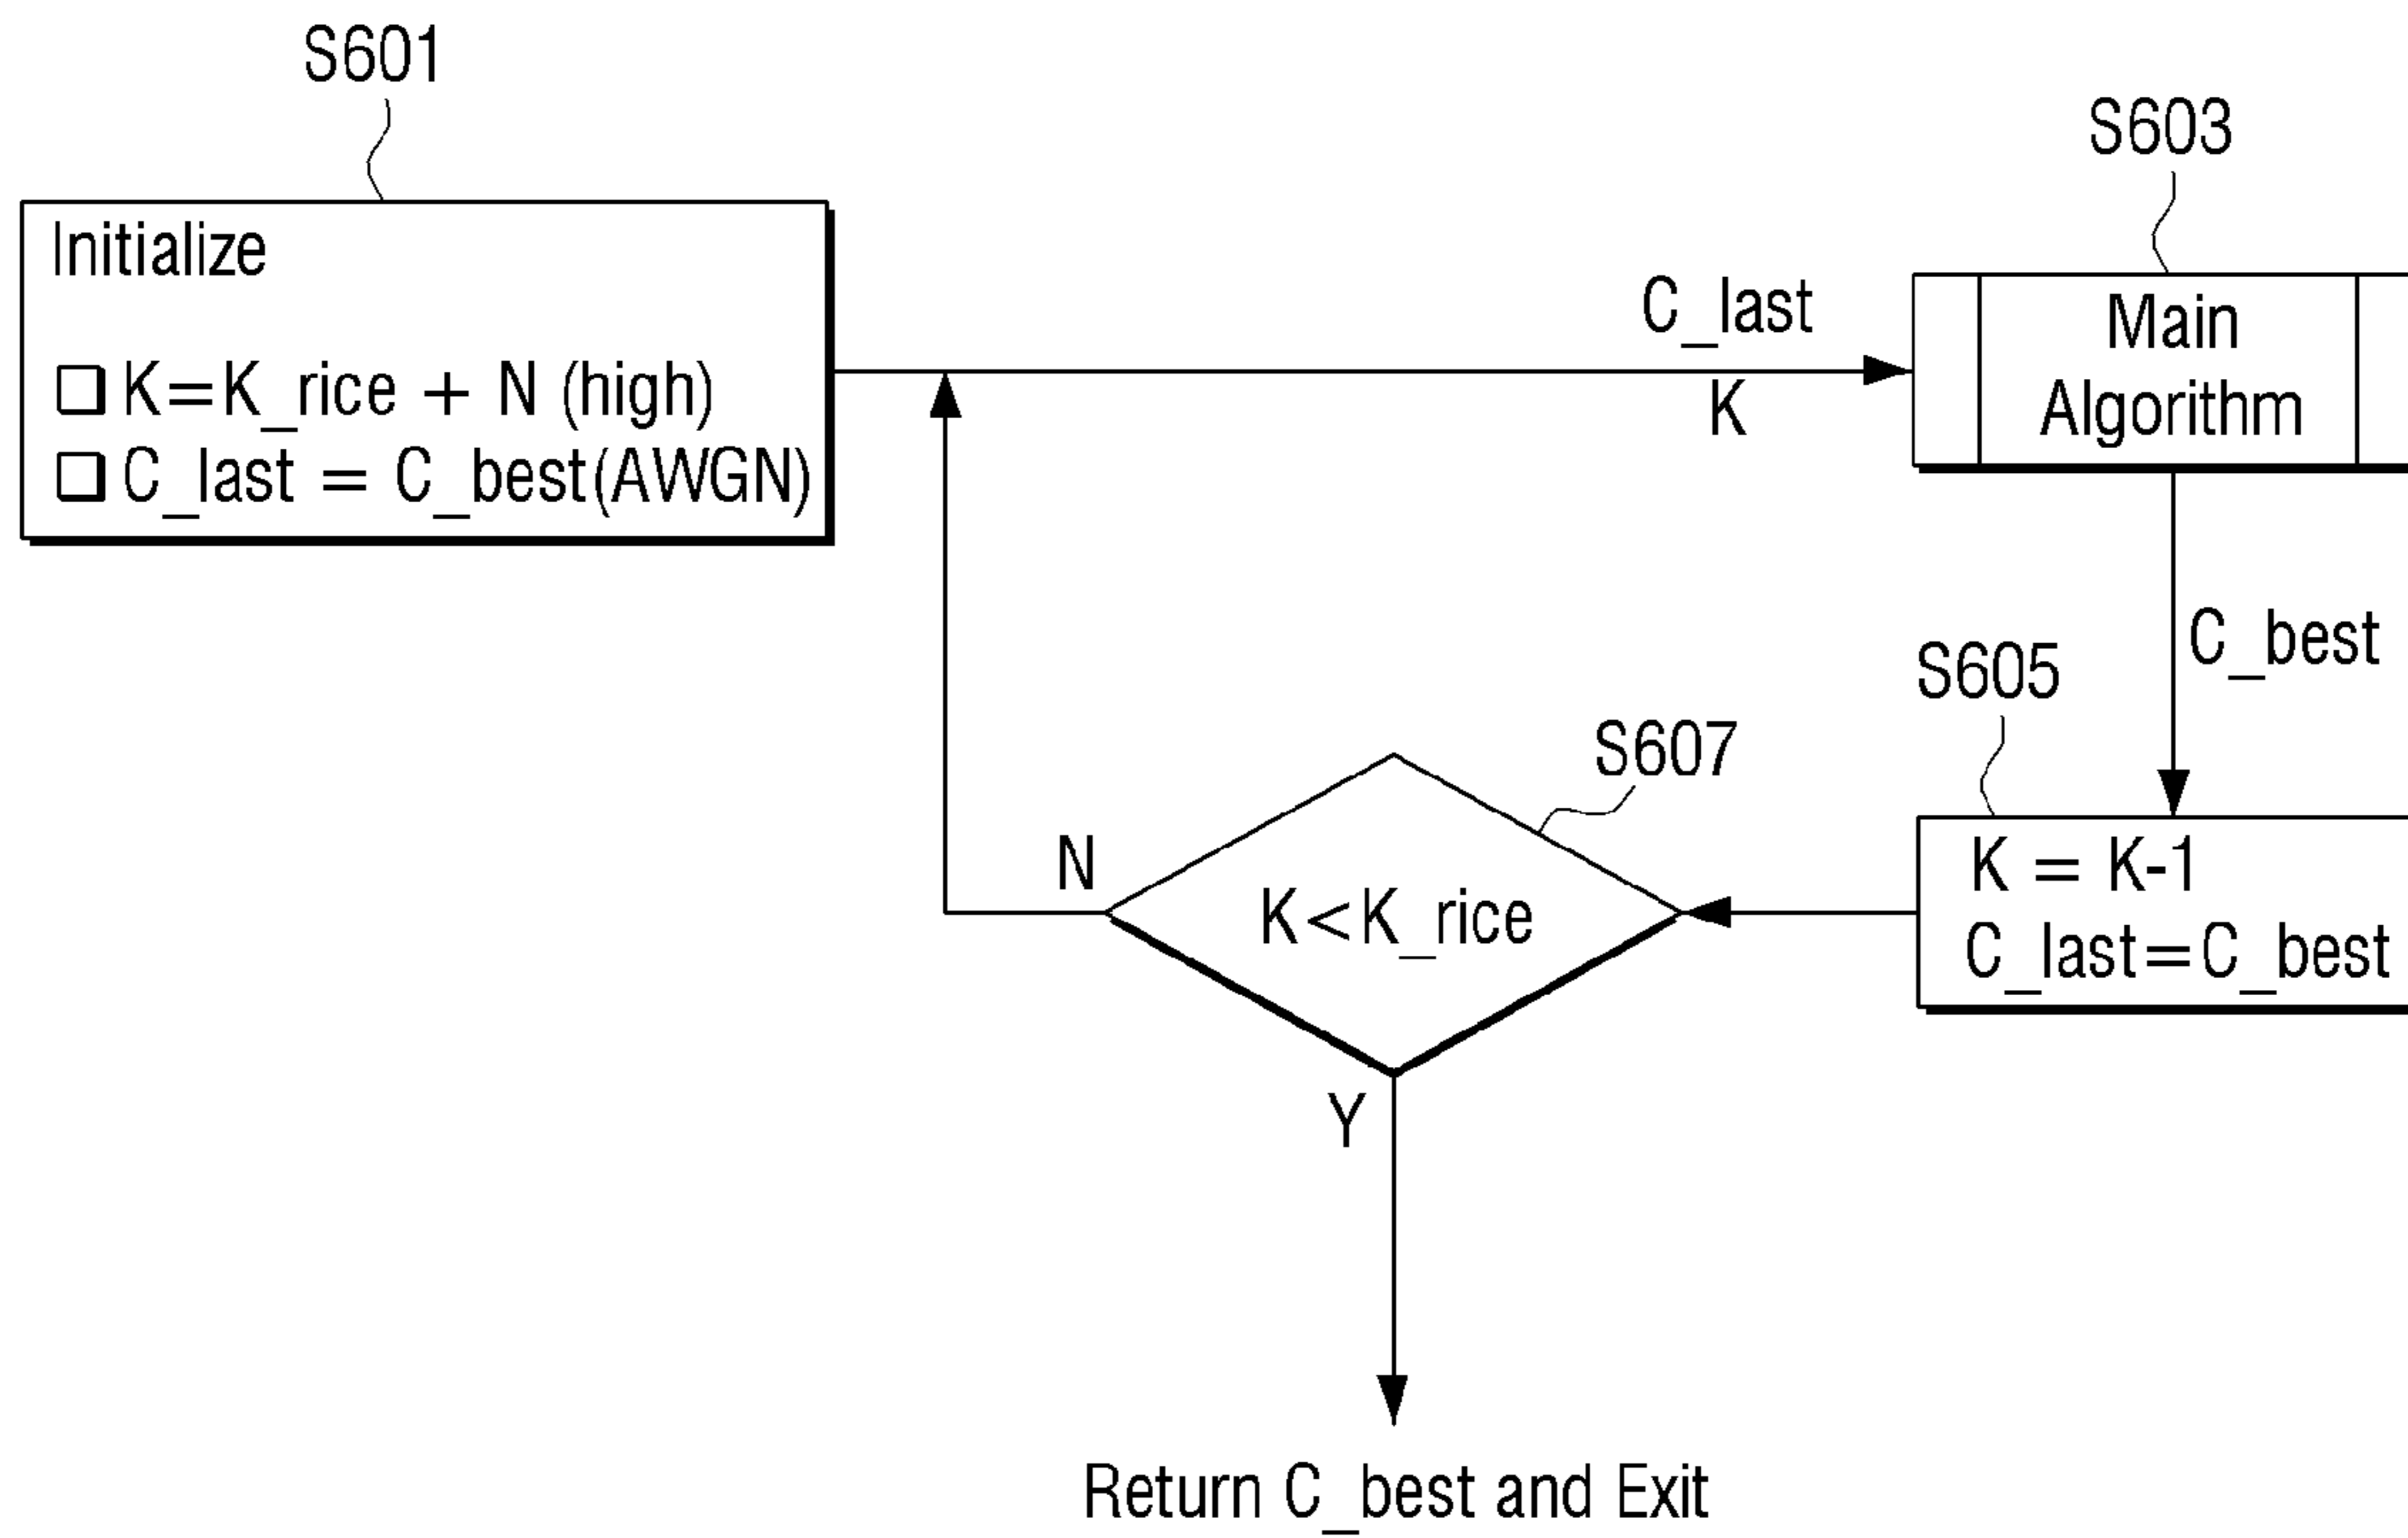 S601
Initialize
K=K_rice + N (high)
C_last = C_best(AWGN)
C_last
K
S603
Main
Algorithm
C_best
S605
K = K-1
C_last=C_best
S607
K<K_rice
N
Y
Return C_best and Exit